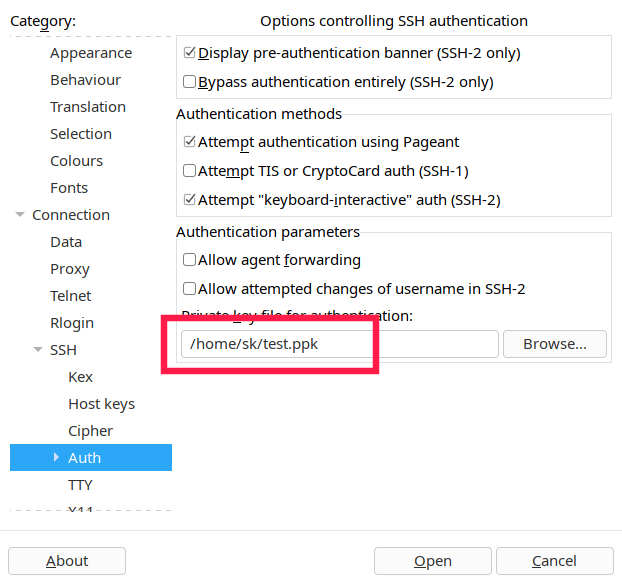 Category:
Appearance
Behaviour
Translation
Selection
Colours
Fonts
Connection
Data
Proxy
Telnet
Rlogin
SSH
Kex
Host keys
Cipher
Auth
TTY
X11
Options controlling SSH authentication
Display pre-authentication banner (SSH-2 only)
Bypass authentication entirely (SSH-2 only)
Authentication methods
Attempt authentication using Pageant
Attempt TIS or CryptoCard auth (SSH-1)
Attempt "keyboard-interactive" auth (SSH-2)
Authentication parameters
Allow agent forwarding
Allow attempted changes of username in SSH-2
Private key file for authentication:
/home/sk/test.ppk
Browse...
About
Open
Cancel